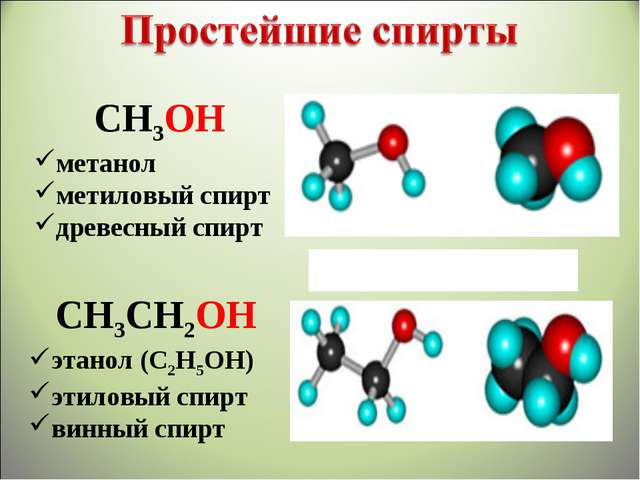 Простейшие спирты
CH₃OH
✓метанол
✓метиловый спирт
✓древесный спирт
CH₃CH₂OH
✓этанол (C₂H₅OH)
✓этиловый спирт
✓винный спирт